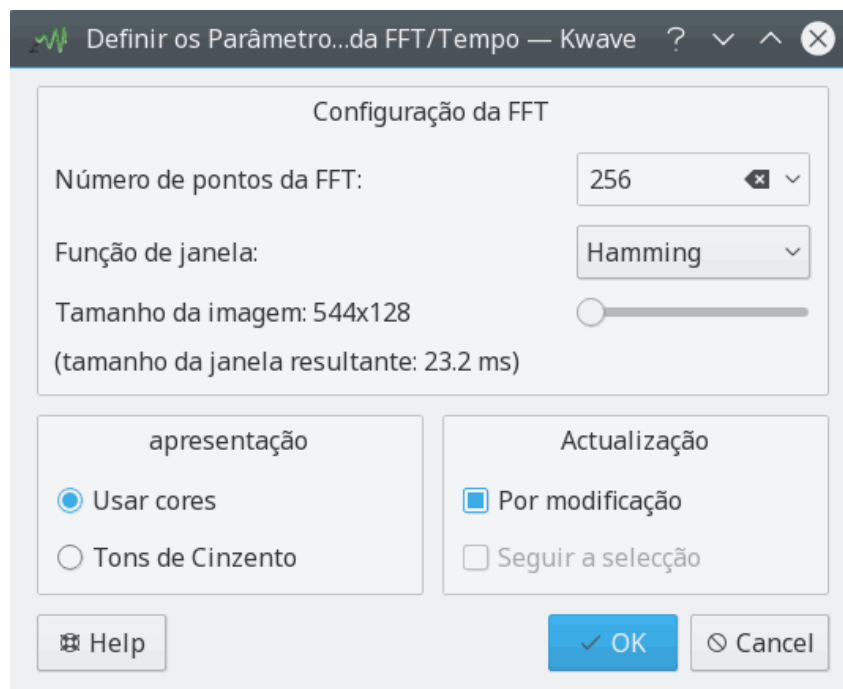 Definir os Parâmetro...da FFT/Tempo — Kwave
Configuração da FFT
Número de pontos da FFT: 256
Função de janela: Hamming
Tamanho da imagem: 544x128
(tamanho da janela resultante: 23.2 ms)
apresentação
Usar cores
Tons de Cinzento
Actualização
Por modificação
Seguir a selecção
Help
OK
Cancel